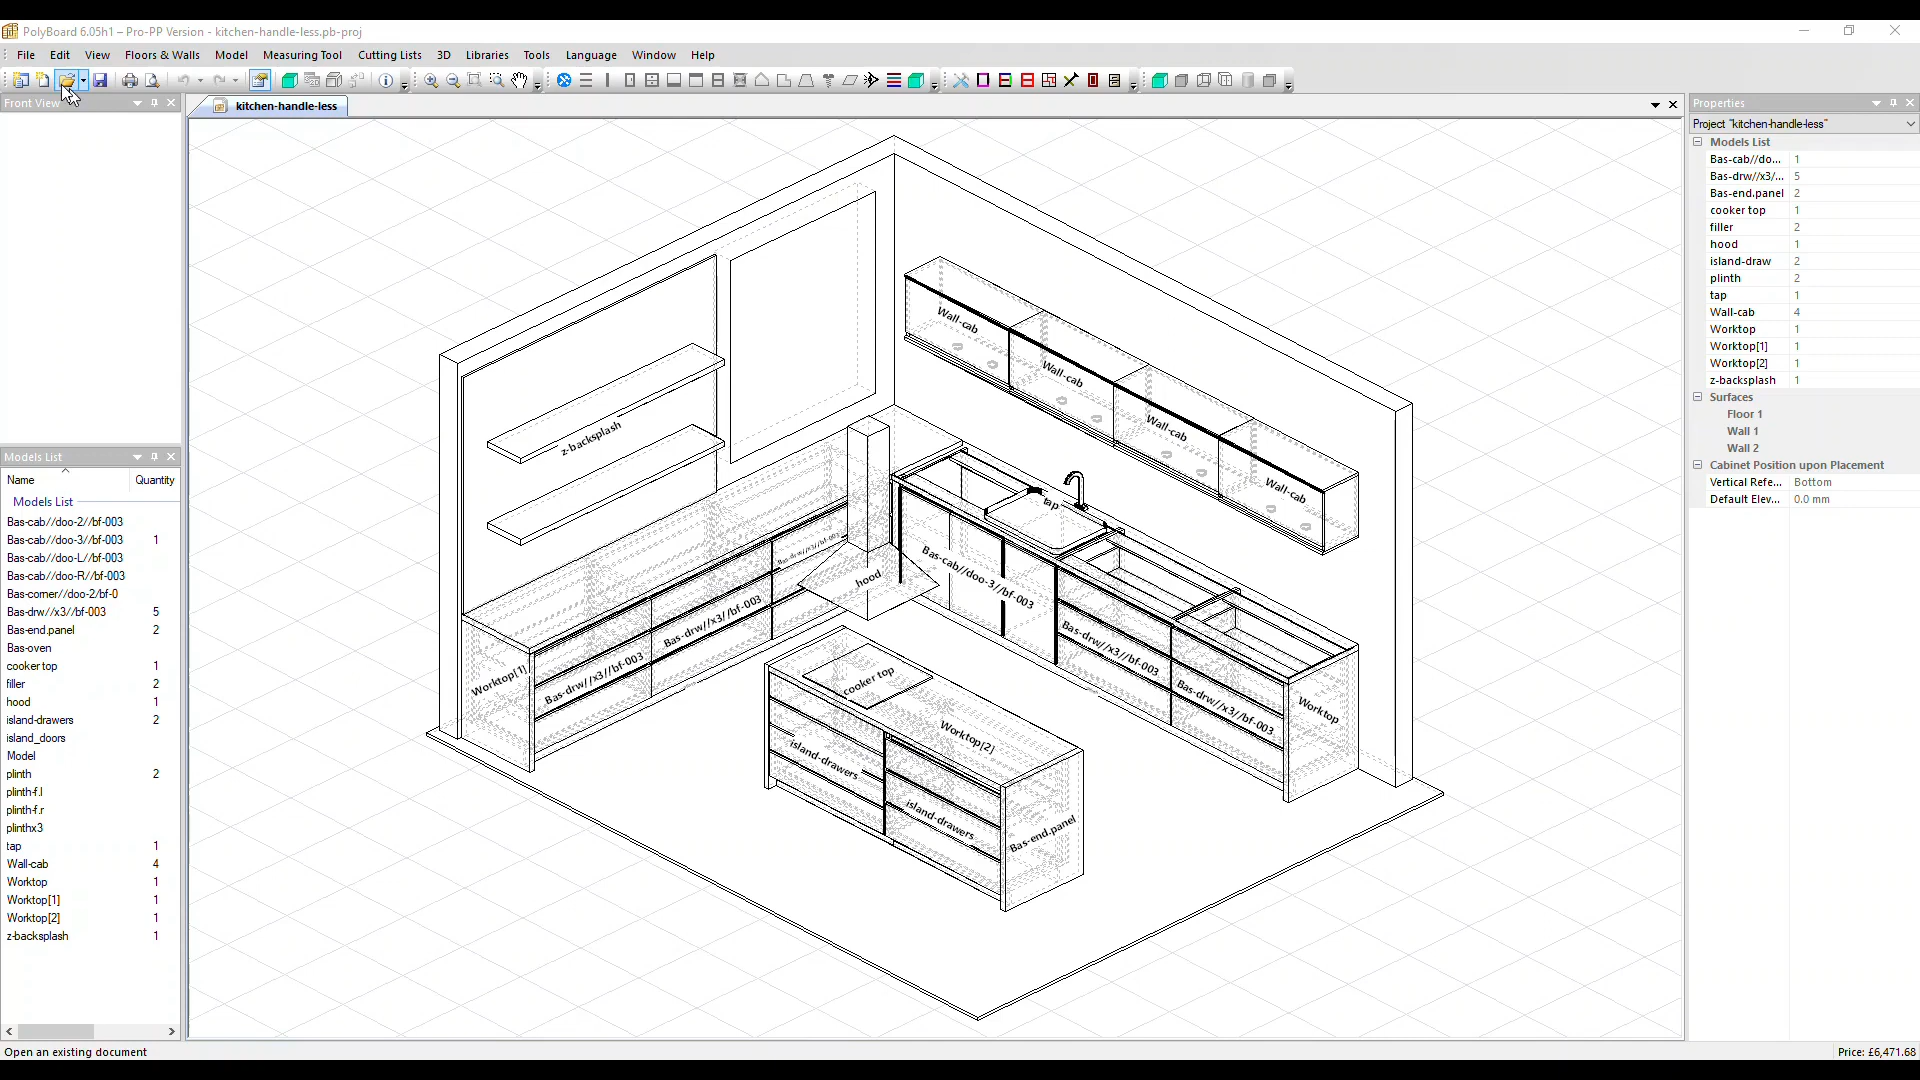 PolyBoard 6.05h1 – Pro-PP Version - kitchen-handle-less.pb-proj
File Edit View Floors & Walls Model Measuring Tool Cutting Lists 3D Libraries Tools Language Window Help
Front View
kitchen-handle-less
Properties
Project "kitchen-handle-less"
Models List
Bas-cab//do... 1
Bas-drw//x3/... 5
Bas-end.panel 2
cooker top 1
filler 2
hood 1
island-draw 2
plinth 2
tap 1
Wall-cab 4
Worktop 1
Worktop[1] 1
Worktop[2] 1
z-backsplash 1
Surfaces
Floor 1
Wall 1
Wall 2
Cabinet Position upon Placement
Vertical Refe... Bottom
Default Elev... 0.0 mm
Models List
Name Quantity
Models List
Bas-cab//doo-2//bf-003
Bas-cab//doo-3//bf-003 1
Bas-cab//doo-L//bf-003
Bas-cab//doo-R//bf-003
Bas-corner//doo-2/bf-0
Bas-drw//x3//bf-003 5
Bas-end.panel 2
Bas-oven
cooker top 1
filler 2
hood 1
island-drawers 2
island_doors
Model
plinth 2
plinth-f.l
plinth-f.r
plinthx3
tap 1
Wall-cab 4
Worktop 1
Worktop[1] 1
Worktop[2] 1
z-backsplash 1
Wall-cab
Wall-cab
Wall-cab
Wall-cab
z-backsplash
tap
hood
Bas-cab//doo-3//bf-003
Bas-drw//x3//bf-003
Bas-drw//x3//bf-003
Bas-drw//x3//bf-003
Worktop[1]
Bas-drw//x3//bf-003
Bas-drw//x3//bf-003
Worktop
cooker top
Worktop[2]
island-drawers
island-drawers
Bas-end.panel
Open an existing document
Price: £6,471.68